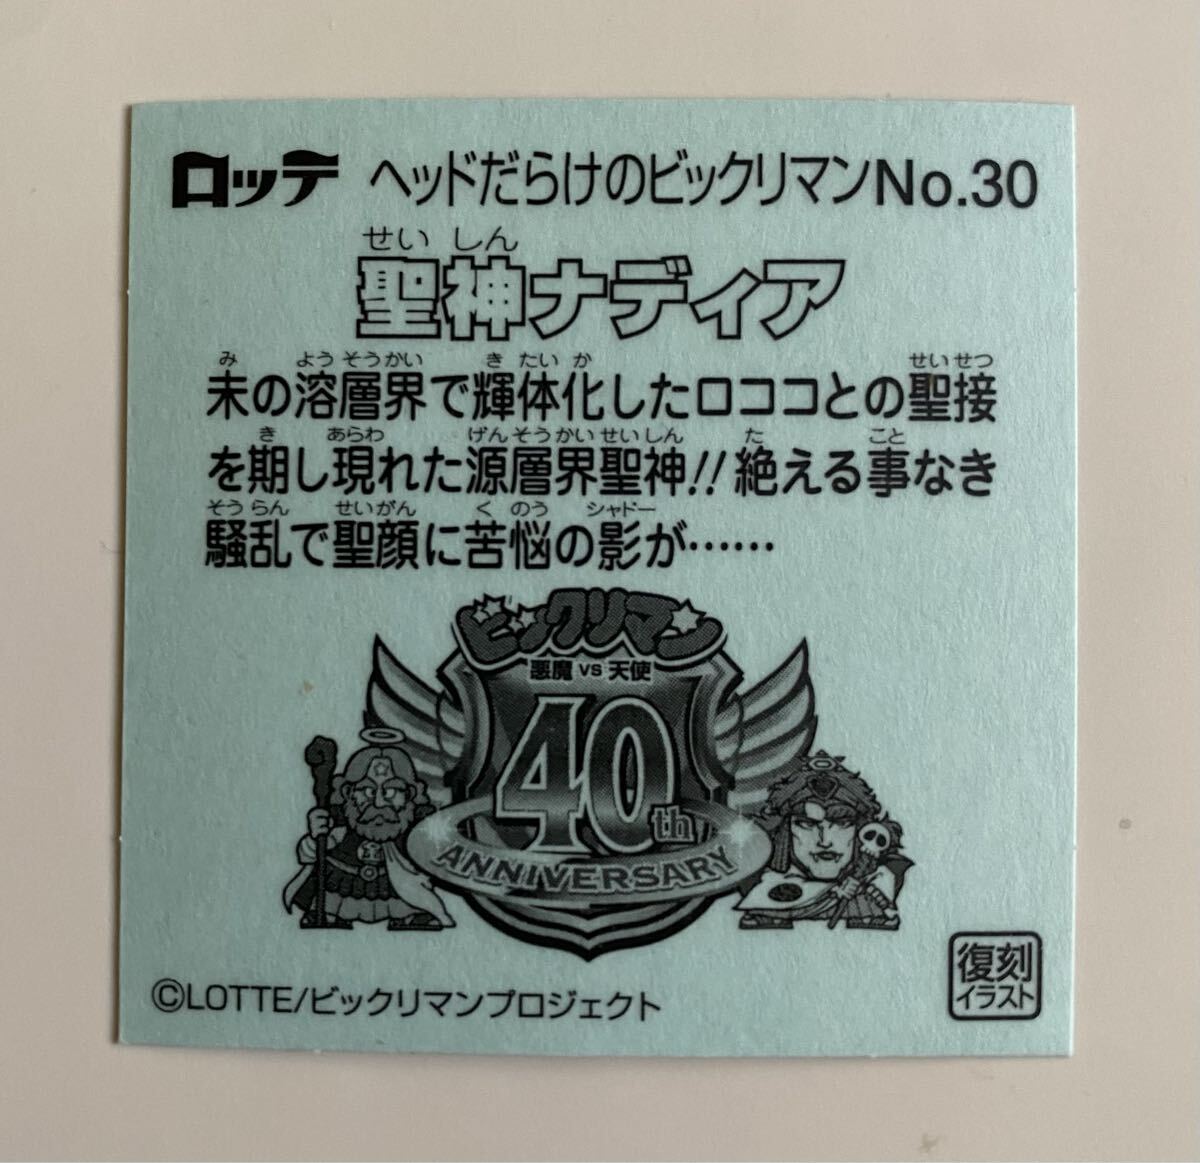 ロッテ ヘッドだらけのビックリマンNo.30
せい しん
聖神ナディア
み ようそうかい き たい か せいせつ
未の溶層界で輝体化したロココとの聖接
き あらわ げんそうかいせいしん た こと
を期し現れた源層界聖神!!絶える事なき
そうらん せいがん く のう シャドー
騒乱で聖顔に苦悩の影が……
ビックリマン
悪魔 VS 天使
40th
ANNIVERSARY
復刻
イラスト
©LOTTE/ビックリマンプロジェクト